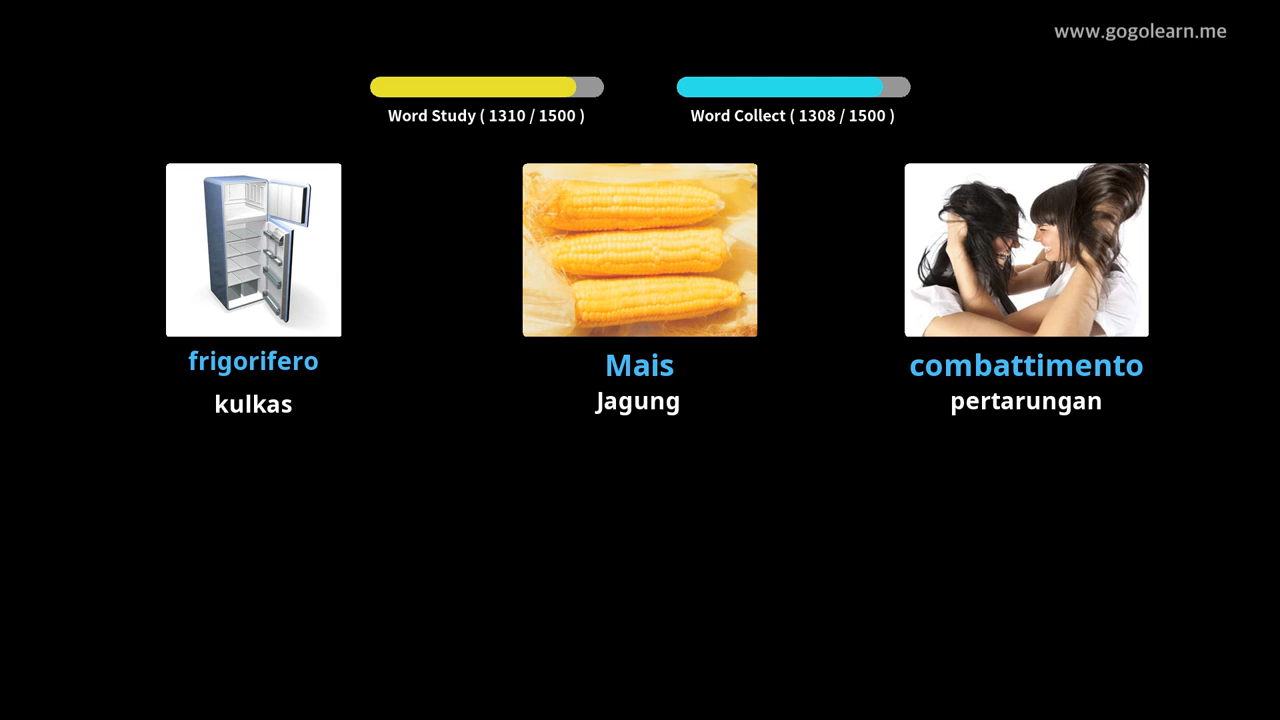 www.gogolearn.me
Word Study ( 1310 / 1500 )
Word Collect ( 1308 / 1500 )
frigorifero
kulkas
Mais
Jagung
combattimento
pertarungan